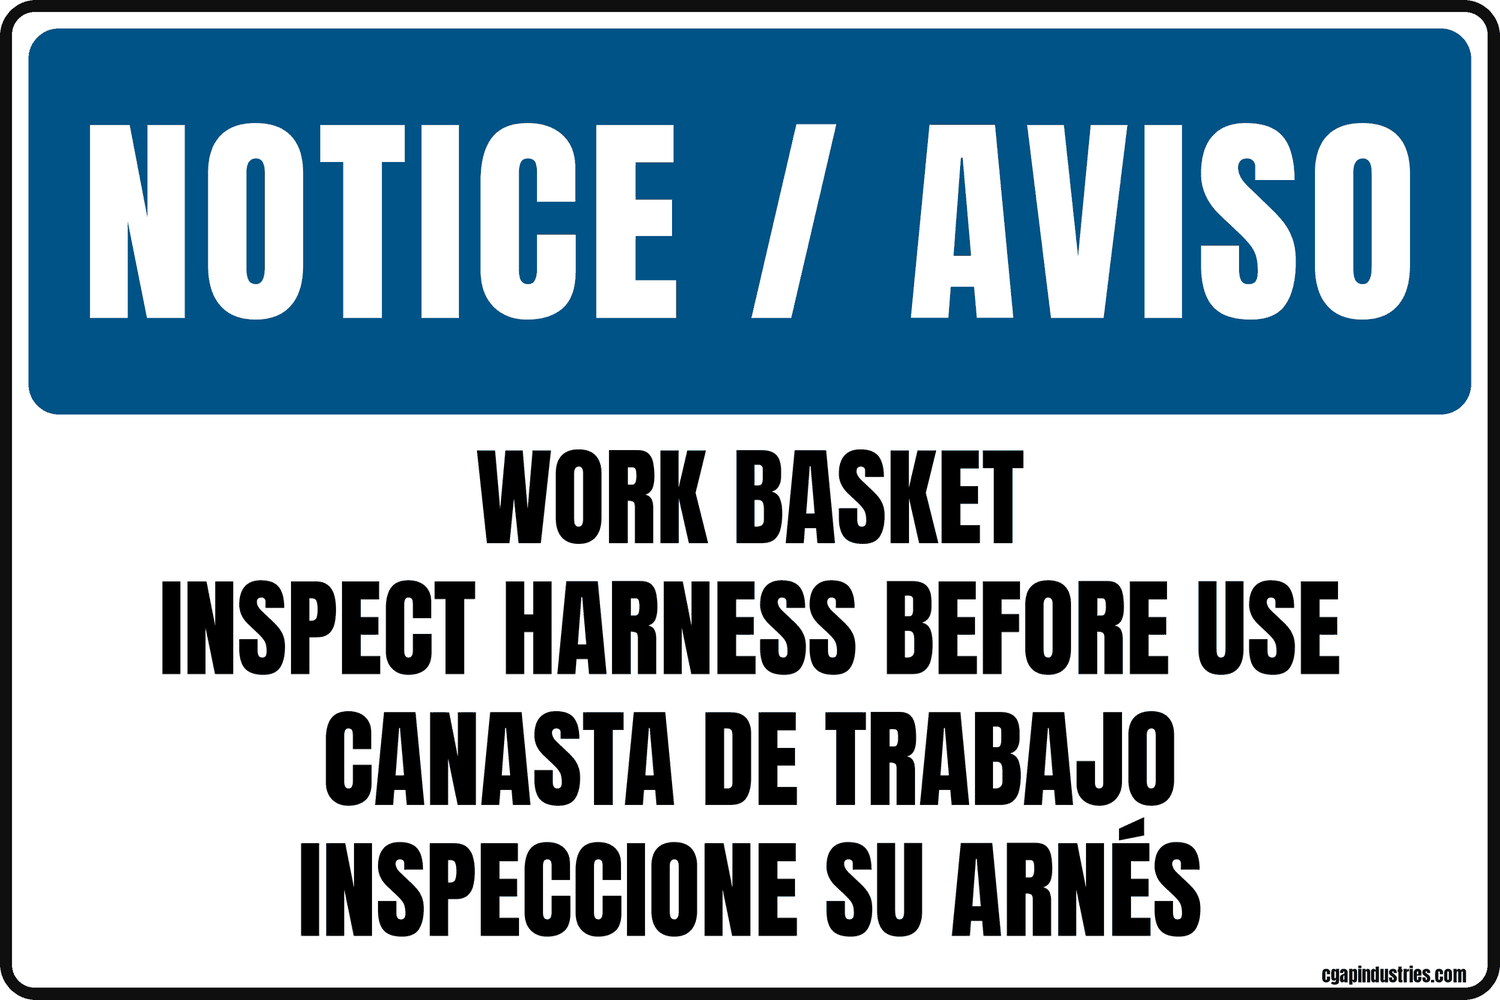 NOTICE / AVISO
WORK BASKET
INSPECT HARNESS BEFORE USE
CANASTA DE TRABAJO
INSPECCIONE SU ARNÉS
cgapindustries.com